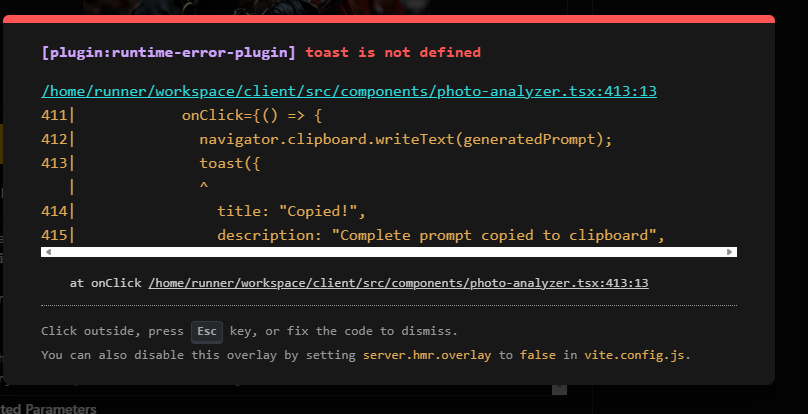 [plugin:runtime-error-plugin] toast is not defined
/home/runner/workspace/client/src/components/photo-analyzer.tsx:413:13
411|            onClick={() => {
412|              navigator.clipboard.writeText(generatedPrompt);
413|              toast({
   |              ^
414|                title: "Copied!",
415|                description: "Complete prompt copied to clipboard",
at onClick /home/runner/workspace/client/src/components/photo-analyzer.tsx:413:13
Click outside, press Esc key, or fix the code to dismiss.
You can also disable this overlay by setting server.hmr.overlay to false in vite.config.js.
ted Parameters